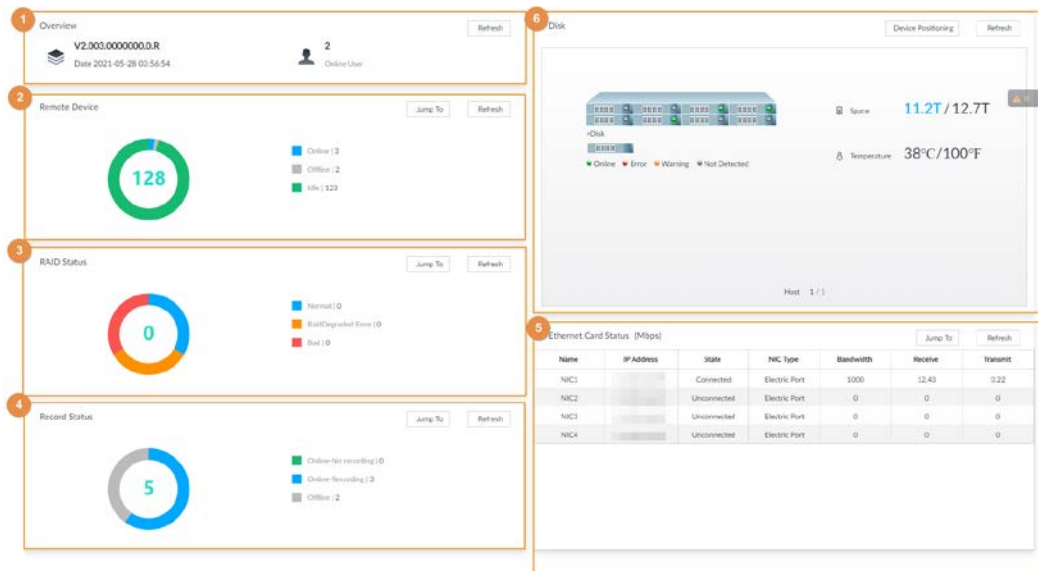 1
Overview
Refresh
V2.003.0000000.0.R
Date 2021-05-28 03:56:54
2
Online User
2
Remote Device
Jump To
Refresh
128
Online | 3
Offline | 2
Idle | 123
3
RAID Status
Jump To
Refresh
0
Normal | 0
RaidDegraded Error | 0
Bad | 0
4
Record Status
Jump To
Refresh
5
Online-No recording | 0
Online-Recording | 3
Offline | 2
6
Disk
Device Positioning
Refresh
Disk
Online Error Warning Not Detected
Space 11.2T / 12.7T
Temperature 38°C/100°F
Host 1 / 1
5
Ethernet Card Status (Mbps)
Jump To
Refresh
Name IP Address State NIC Type Bandwidth Receive Transmit
NIC1 Connected Electric Port 1000 12.43 0.22
NIC2 Unconnected Electric Port 0 0 0
NIC3 Unconnected Electric Port 0 0 0
NIC4 Unconnected Electric Port 0 0 0